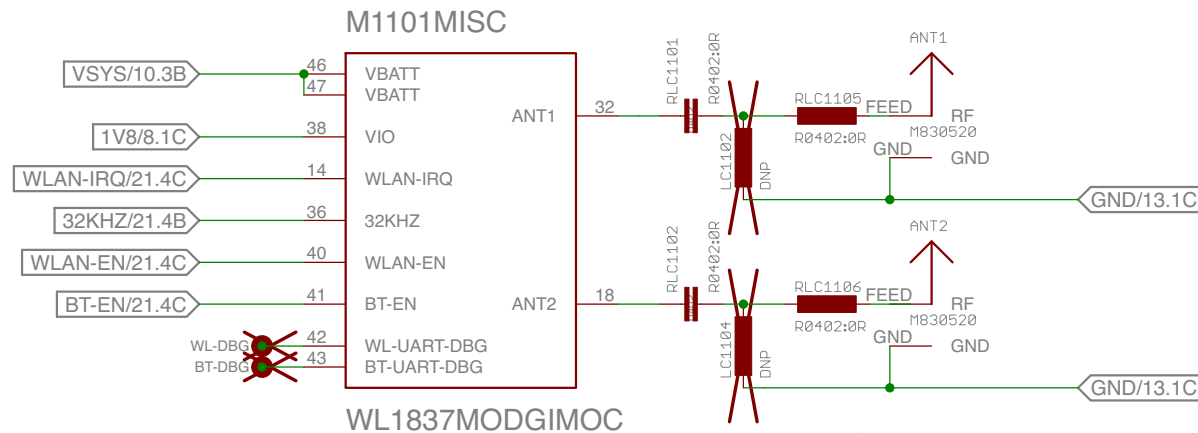 M1101MISC
VSYS/10.3B
46
VBATT
47
VBATT
1V8/8.1C
38
VIO
WLAN-IRQ/21.4C
14
WLAN-IRQ
32KHZ/21.4B
36
32KHZ
WLAN-EN/21.4C
40
WLAN-EN
BT-EN/21.4C
41
BT-EN
WL-DBG
42
WL-UART-DBG
BT-DBG
43
BT-UART-DBG
WL1837MODGIMOC
ANT1
32
RLC1101
R0402:0R
LC1102
DNP
RLC1105
R0402:0R
FEED
ANT1
RF
M830520
GND
GND
GND/13.1C
ANT2
18
RLC1102
R0402:0R
LC1104
DNP
RLC1106
R0402:0R
FEED
ANT2
RF
M830520
GND
GND
GND/13.1C